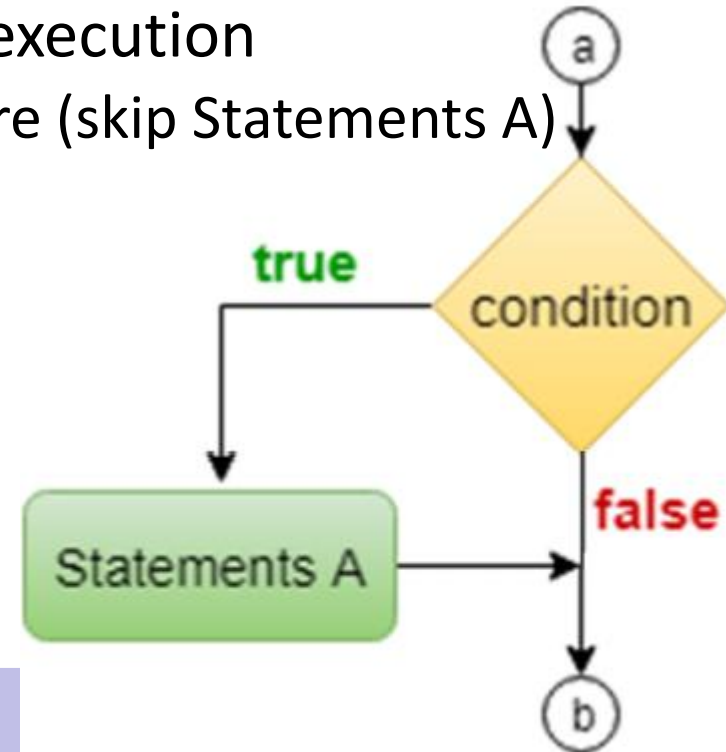 execution
re (skip Statements A)
a
true
condition
false
Statements A
b